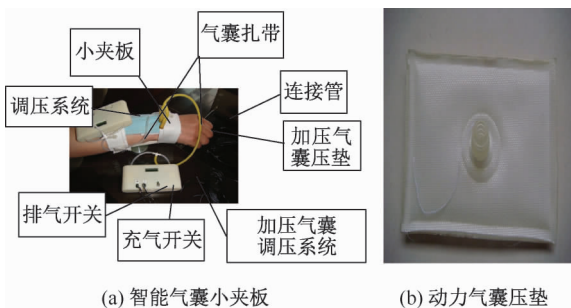 气囊扎带
小夹板
调压系统
连接管
加压气
囊压垫
排气开关
充气开关
加压气囊
调压系统
(a) 智能气囊小夹板
(b) 动力气囊压垫